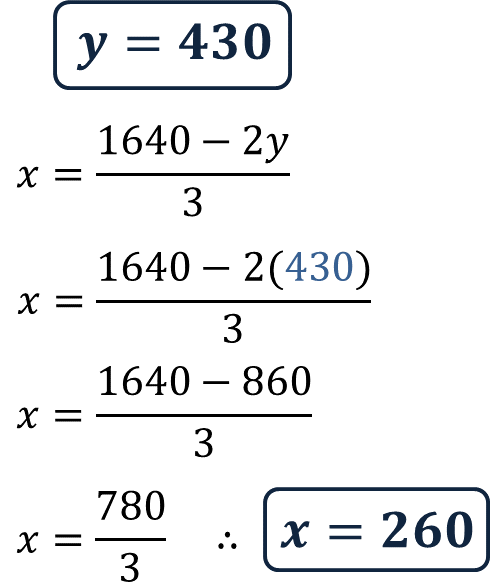 y = 430
x = (1640 − 2y)/3
x = (1640 − 2(430))/3
x = (1640 − 860)/3
x = 780/3 ∴ x = 260